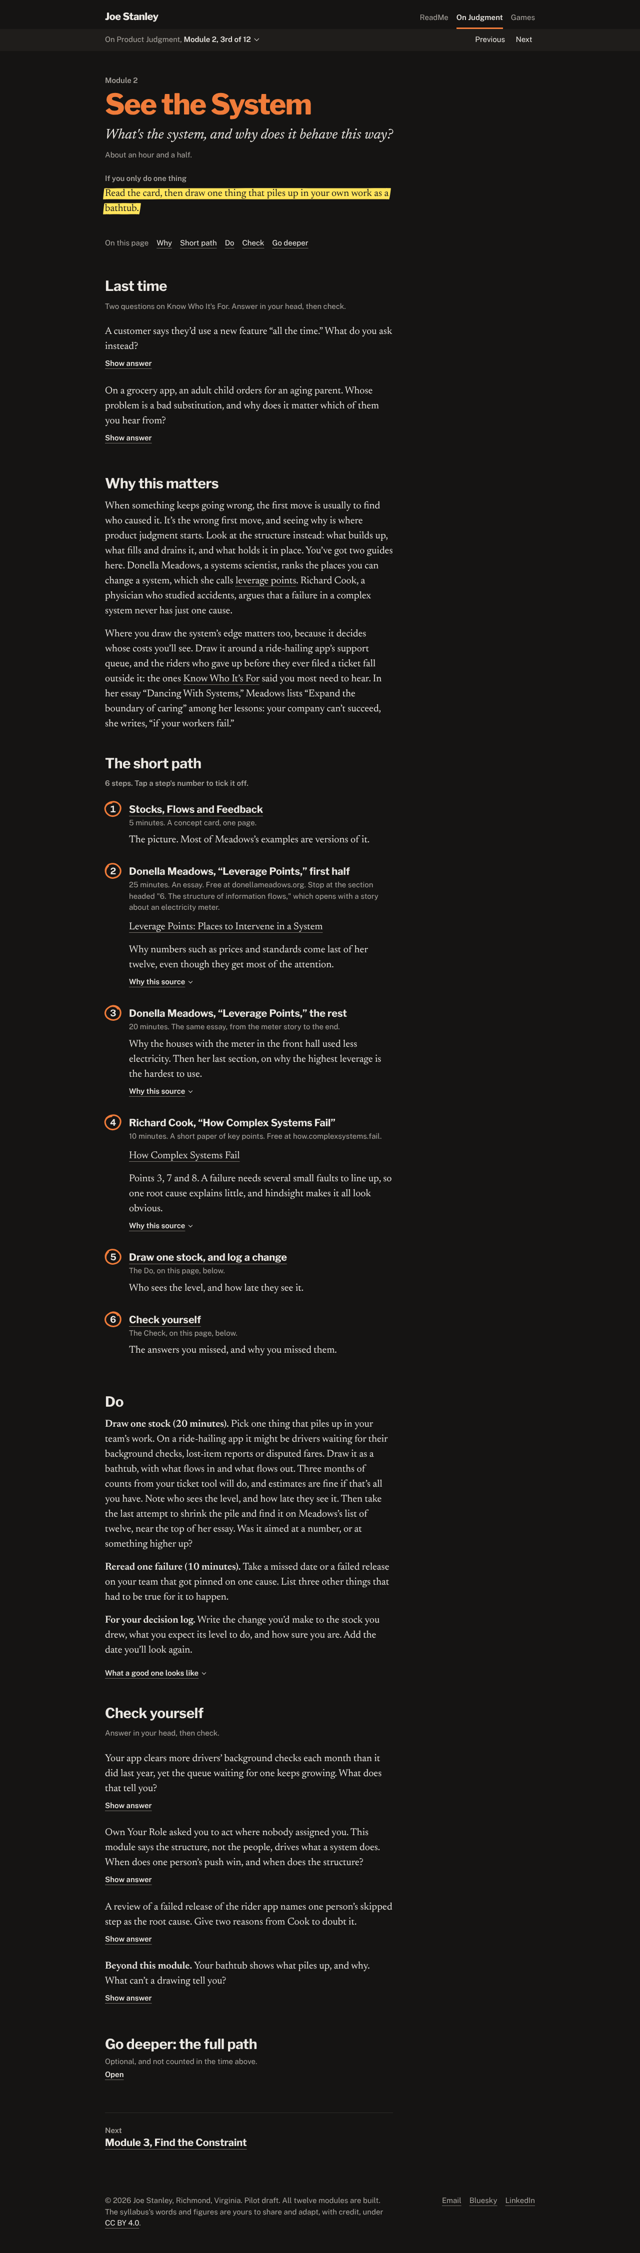 Joe Stanley
ReadMe On Judgment Games
On Product Judgment, Module 2, 3rd of 12
Previous Next
Module 2
See the System
What's the system, and why does it behave this way?
About an hour and a half.
If you only do one thing
Read the card, then draw one thing that piles up in your own work as a
bathtub.
On this page Why Short path Do Check Go deeper
Last time
Two questions on Know Who It's For. Answer in your head, then check.
A customer says they'd use a new feature “all the time.” What do you ask
instead?
Show answer
On a grocery app, an adult child orders for an aging parent. Whose
problem is a bad substitution, and why does it matter which of them
you hear from?
Show answer
Why this matters
When something keeps going wrong, the first move is usually to find
who caused it. It’s the wrong first move, and seeing why is where
product judgment starts. Look at the structure instead: what builds up,
what fills and drains it, and what holds it in place. You’ve got two guides
here. Donella Meadows, a systems scientist, ranks the places you can
change a system, which she calls leverage points. Richard Cook, a
physician who studied accidents, argues that a failure in a complex
system never has just one cause.
Where you draw the system’s edge matters too, because it decides
whose costs you’ll see. Draw it around a ride-hailing app’s support
queue, and the riders who gave up before they ever filed a ticket fall
outside it: the ones Know Who It’s For said you most need to hear. In
her essay “Dancing With Systems,” Meadows lists “Expand the
boundary of caring” among her lessons: your company can’t succeed,
she writes, “if your workers fail.”
The short path
6 steps. Tap a step's number to tick it off.
1 Stocks, Flows and Feedback
5 minutes. A concept card, one page.
The picture. Most of Meadows’s examples are versions of it.
2 Donella Meadows, “Leverage Points,” first half
25 minutes. An essay. Free at donellameadows.org. Stop at the section
headed "6. The structure of information flows," which opens with a story
about an electricity meter.
Leverage Points: Places to Intervene in a System
Why numbers such as prices and standards come last of her
twelve, even though they get most of the attention.
Why this source
3 Donella Meadows, “Leverage Points,” the rest
20 minutes. The same essay, from the meter story to the end.
Why the houses with the meter in the front hall used less
electricity. Then her last section, on why the highest leverage is
the hardest to use.
Why this source
4 Richard Cook, “How Complex Systems Fail”
10 minutes. A short paper of key points. Free at how.complexsystems.fail.
How Complex Systems Fail
Points 3, 7 and 8. A failure needs several small faults to line up, so
one root cause explains little, and hindsight makes it all look
obvious.
Why this source
5 Draw one stock, and log a change
The Do, on this page, below.
Who sees the level, and how late they see it.
6 Check yourself
The Check, on this page, below.
The answers you missed, and why you missed them.
Do
Draw one stock (20 minutes). Pick one thing that piles up in your
team’s work. On a ride-hailing app it might be drivers waiting for their
background checks, lost-item reports or disputed fares. Draw it as a
bathtub, with what flows in and what flows out. Three months of
counts from your ticket tool will do, and estimates are fine if that’s all
you have. Note who sees the level, and how late they see it. Then take
the last attempt to shrink the pile and find it on Meadows’s list of
twelve, near the top of her essay. Was it aimed at a number, or at
something higher up?
Reread one failure (10 minutes). Take a missed date or a failed release
on your team that got pinned on one cause. List three other things that
had to be true for it to happen.
For your decision log. Write the change you’d make to the stock you
drew, what you expect its level to do, and how sure you are. Add the
date you’ll look again.
What a good one looks like
Check yourself
Answer in your head, then check.
Your app clears more drivers’ background checks each month than it
did last year, yet the queue waiting for one keeps growing. What does
that tell you?
Show answer
Own Your Role asked you to act where nobody assigned you. This
module says the structure, not the people, drives what a system does.
When does one person’s push win, and when does the structure?
Show answer
A review of a failed release of the rider app names one person’s skipped
step as the root cause. Give two reasons from Cook to doubt it.
Show answer
Beyond this module. Your bathtub shows what piles up, and why.
What can’t a drawing tell you?
Show answer
Go deeper: the full path
Optional, and not counted in the time above.
Open
Next
Module 3, Find the Constraint
© 2026 Joe Stanley, Richmond, Virginia. Pilot draft. All twelve modules are built.
The syllabus's words and figures are yours to share and adapt, with credit, under
CC BY 4.0.
Email Bluesky LinkedIn